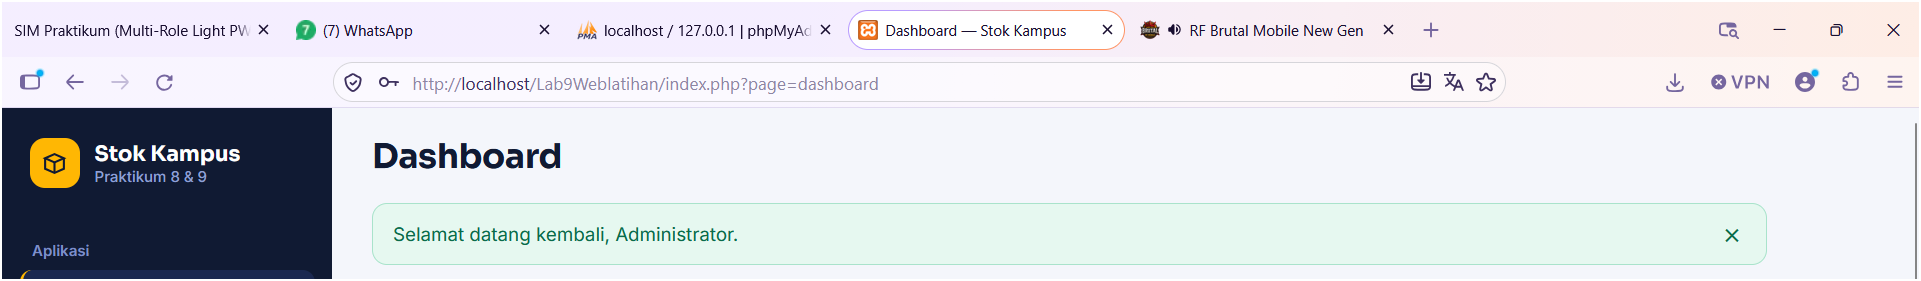 SIM Praktikum (Multi-Role Light PW
7
(7) WhatsApp
PMA
localhost / 127.0.0.1 | phpMyAd
Dashboard — Stok Kampus
RF Brutal Mobile New Gen
http://localhost/Lab9Weblatihan/index.php?page=dashboard
VPN
Stok Kampus
Praktikum 8 & 9
Aplikasi
Dashboard
Selamat datang kembali, Administrator.